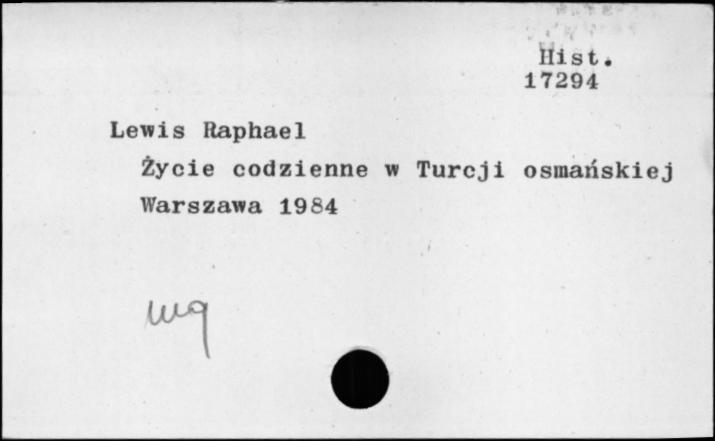 Hist.
17294
Lewis Raphael
Życie codzienne w Turcji osmańskiej
Warszawa 1984